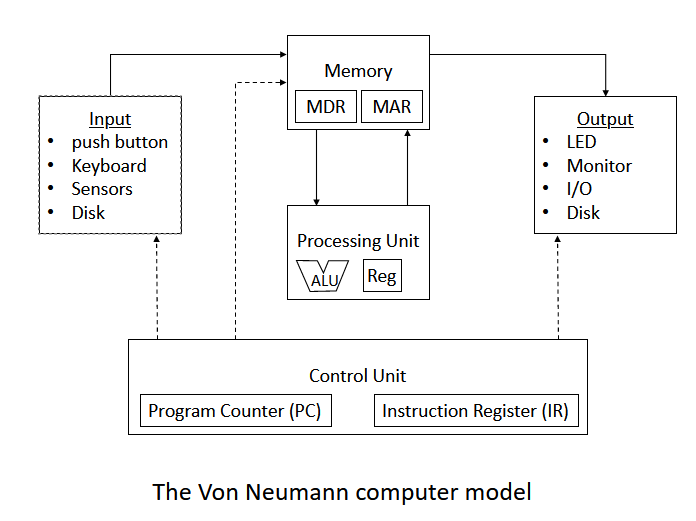 Memory
MDR
MAR
Input
• push button
• Keyboard
• Sensors
• Disk
Output
• LED
• Monitor
• I/O
• Disk
Processing Unit
ALU
Reg
Control Unit
Program Counter (PC)
Instruction Register (IR)
The Von Neumann computer model